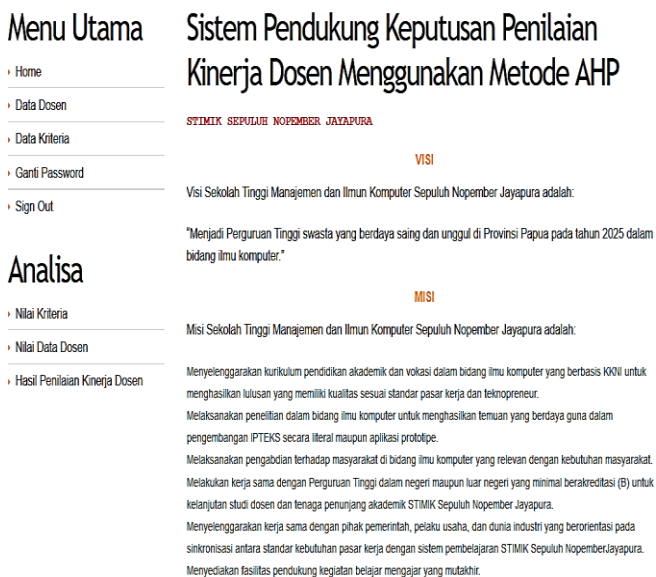 Menu Utama
Home
Data Dosen
Data Kriteria
Ganti Password
Sign Out
Analisa
Nilai Kriteria
Nilai Data Dosen
Hasil Penilaian Kinerja Dosen
Sistem Pendukung Keputusan Penilaian
Kinerja Dosen Menggunakan Metode AHP
STIMIK SEPULUH NOPEMBER JAYAPURA
VISI
Visi Sekolah Tinggi Manajemen dan Ilmun Komputer Sepuluh Nopember Jayapura adalah:
"Menjadi Perguruan Tinggi swasta yang berdaya saing dan unggul di Provinsi Papua pada tahun 2025 dalam
bidang ilmu komputer."
MISI
Misi Sekolah Tinggi Manajemen dan Ilmun Komputer Sepuluh Nopember Jayapura adalah:
Menyelenggarakan kurikulum pendidikan akademik dan vokasi dalam bidang ilmu komputer yang berbasis KKNI untuk
menghasilkan lulusan yang memiliki kualitas sesuai standar pasar kerja dan teknopreneur.
Melaksanakan penelitian dalam bidang ilmu komputer untuk menghasilkan temuan yang berdaya guna dalam
pengembangan IPTEKS secara literal maupun aplikasi prototipe.
Melaksanakan pengabdian terhadap masyarakat di bidang ilmu komputer yang relevan dengan kebutuhan masyarakat.
Melakukan kerja sama dengan Perguruan Tinggi dalam negeri maupun luar negeri yang minimal berakreditasi (B) untuk
kelanjutan studi dosen dan tenaga penunjang akademik STIMIK Sepuluh Nopember Jayapura.
Menyelenggarakan kerja sama dengan pihak pemerintah, pelaku usaha, dan dunia industri yang berorientasi pada
sinkronisasi antara standar kebutuhan pasar kerja dengan sistem pembelajaran STIMIK Sepuluh NopemberJayapura.
Menyediakan fasilitas pendukung kegiatan belajar mengajar yang mutakhir.